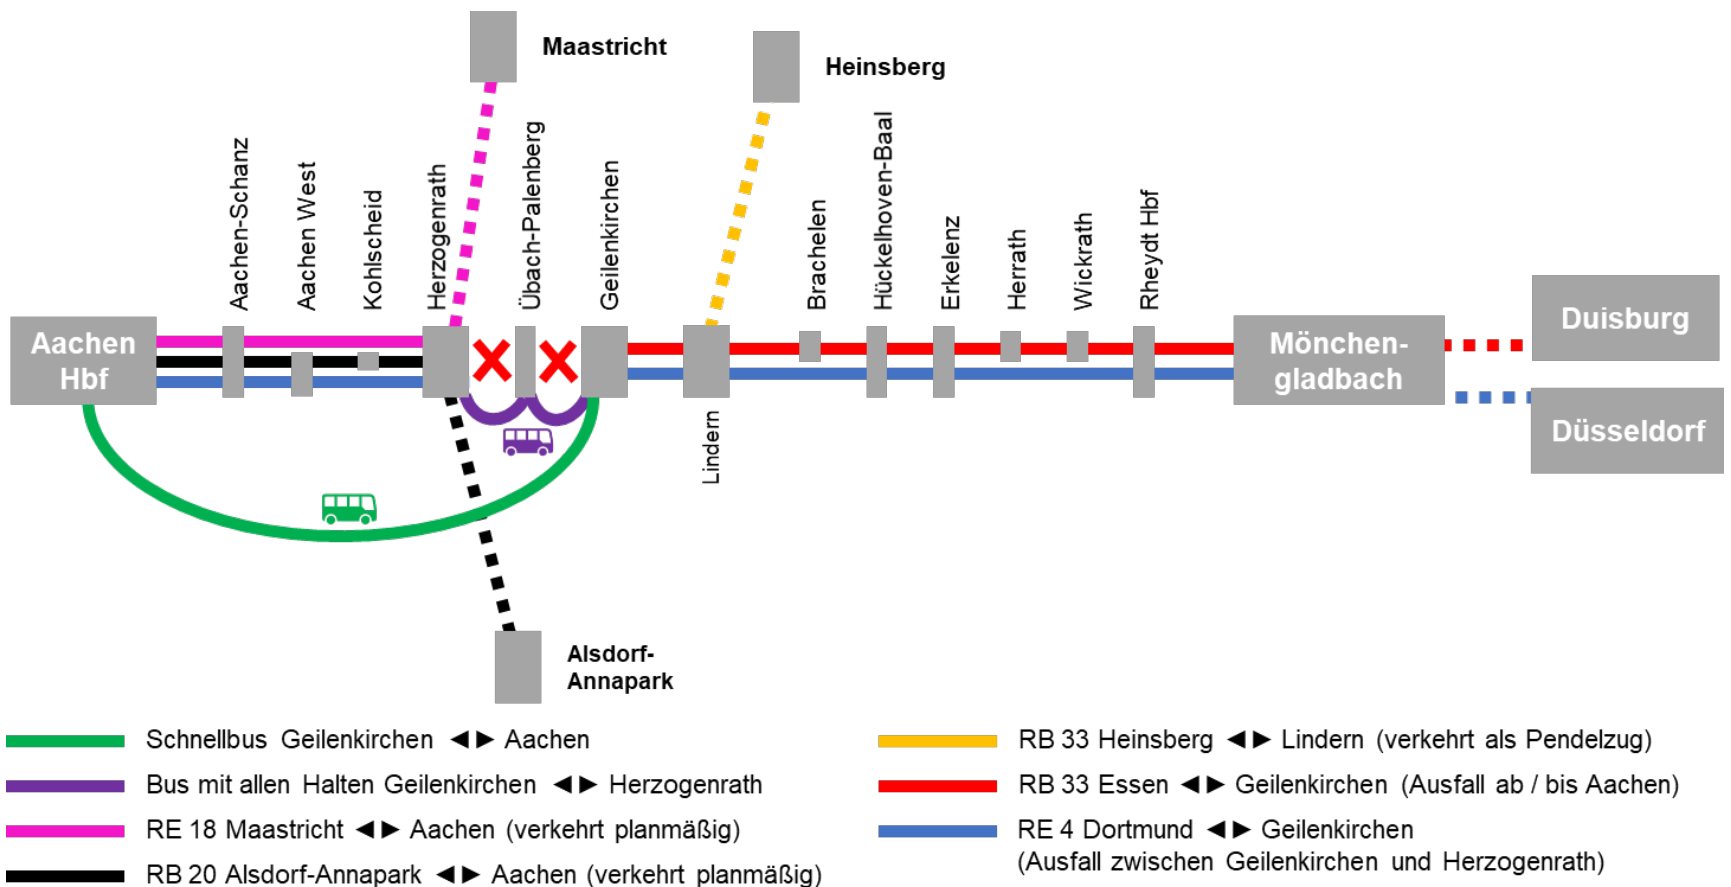 Maastricht
Heinsberg
Aachen-Schanz
Aachen West
Kohlscheid
Herzogenrath
Übach-Palenberg
Geilenkirchen
Lindern
Brachelen
Hückelhoven-Baal
Erkelenz
Herrath
Wickrath
Rheydt Hbf
Aachen
Hbf
Mönchen-
gladbach
Duisburg
Düsseldorf
Alsdorf-
Annapark
Schnellbus Geilenkirchen ◄► Aachen
Bus mit allen Halten Geilenkirchen ◄► Herzogenrath
RE 18 Maastricht ◄► Aachen (verkehrt planmäßig)
RB 20 Alsdorf-Annapark ◄► Aachen (verkehrt planmäßig)
RB 33 Heinsberg ◄► Lindern (verkehrt als Pendelzug)
RB 33 Essen ◄► Geilenkirchen (Ausfall ab / bis Aachen)
RE 4 Dortmund ◄► Geilenkirchen
(Ausfall zwischen Geilenkirchen und Herzogenrath)